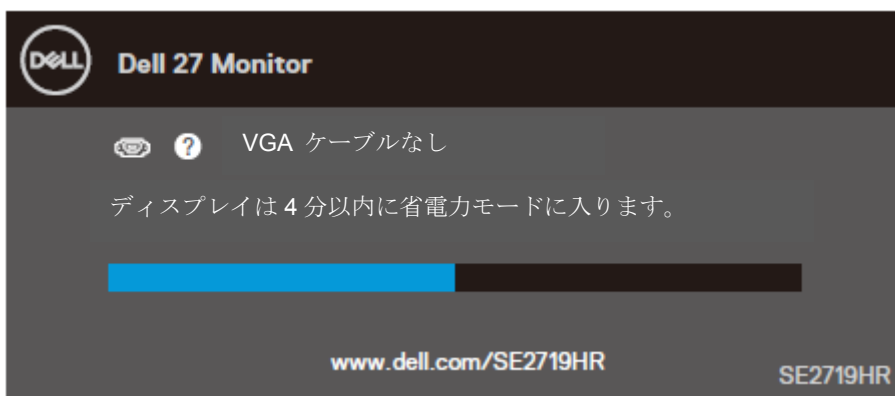 DELL
Dell 27 Monitor
? VGA ケーブルなし
ディスプレイは 4 分以内に省電力モードに入ります。
www.dell.com/SE2719HR
SE2719HR